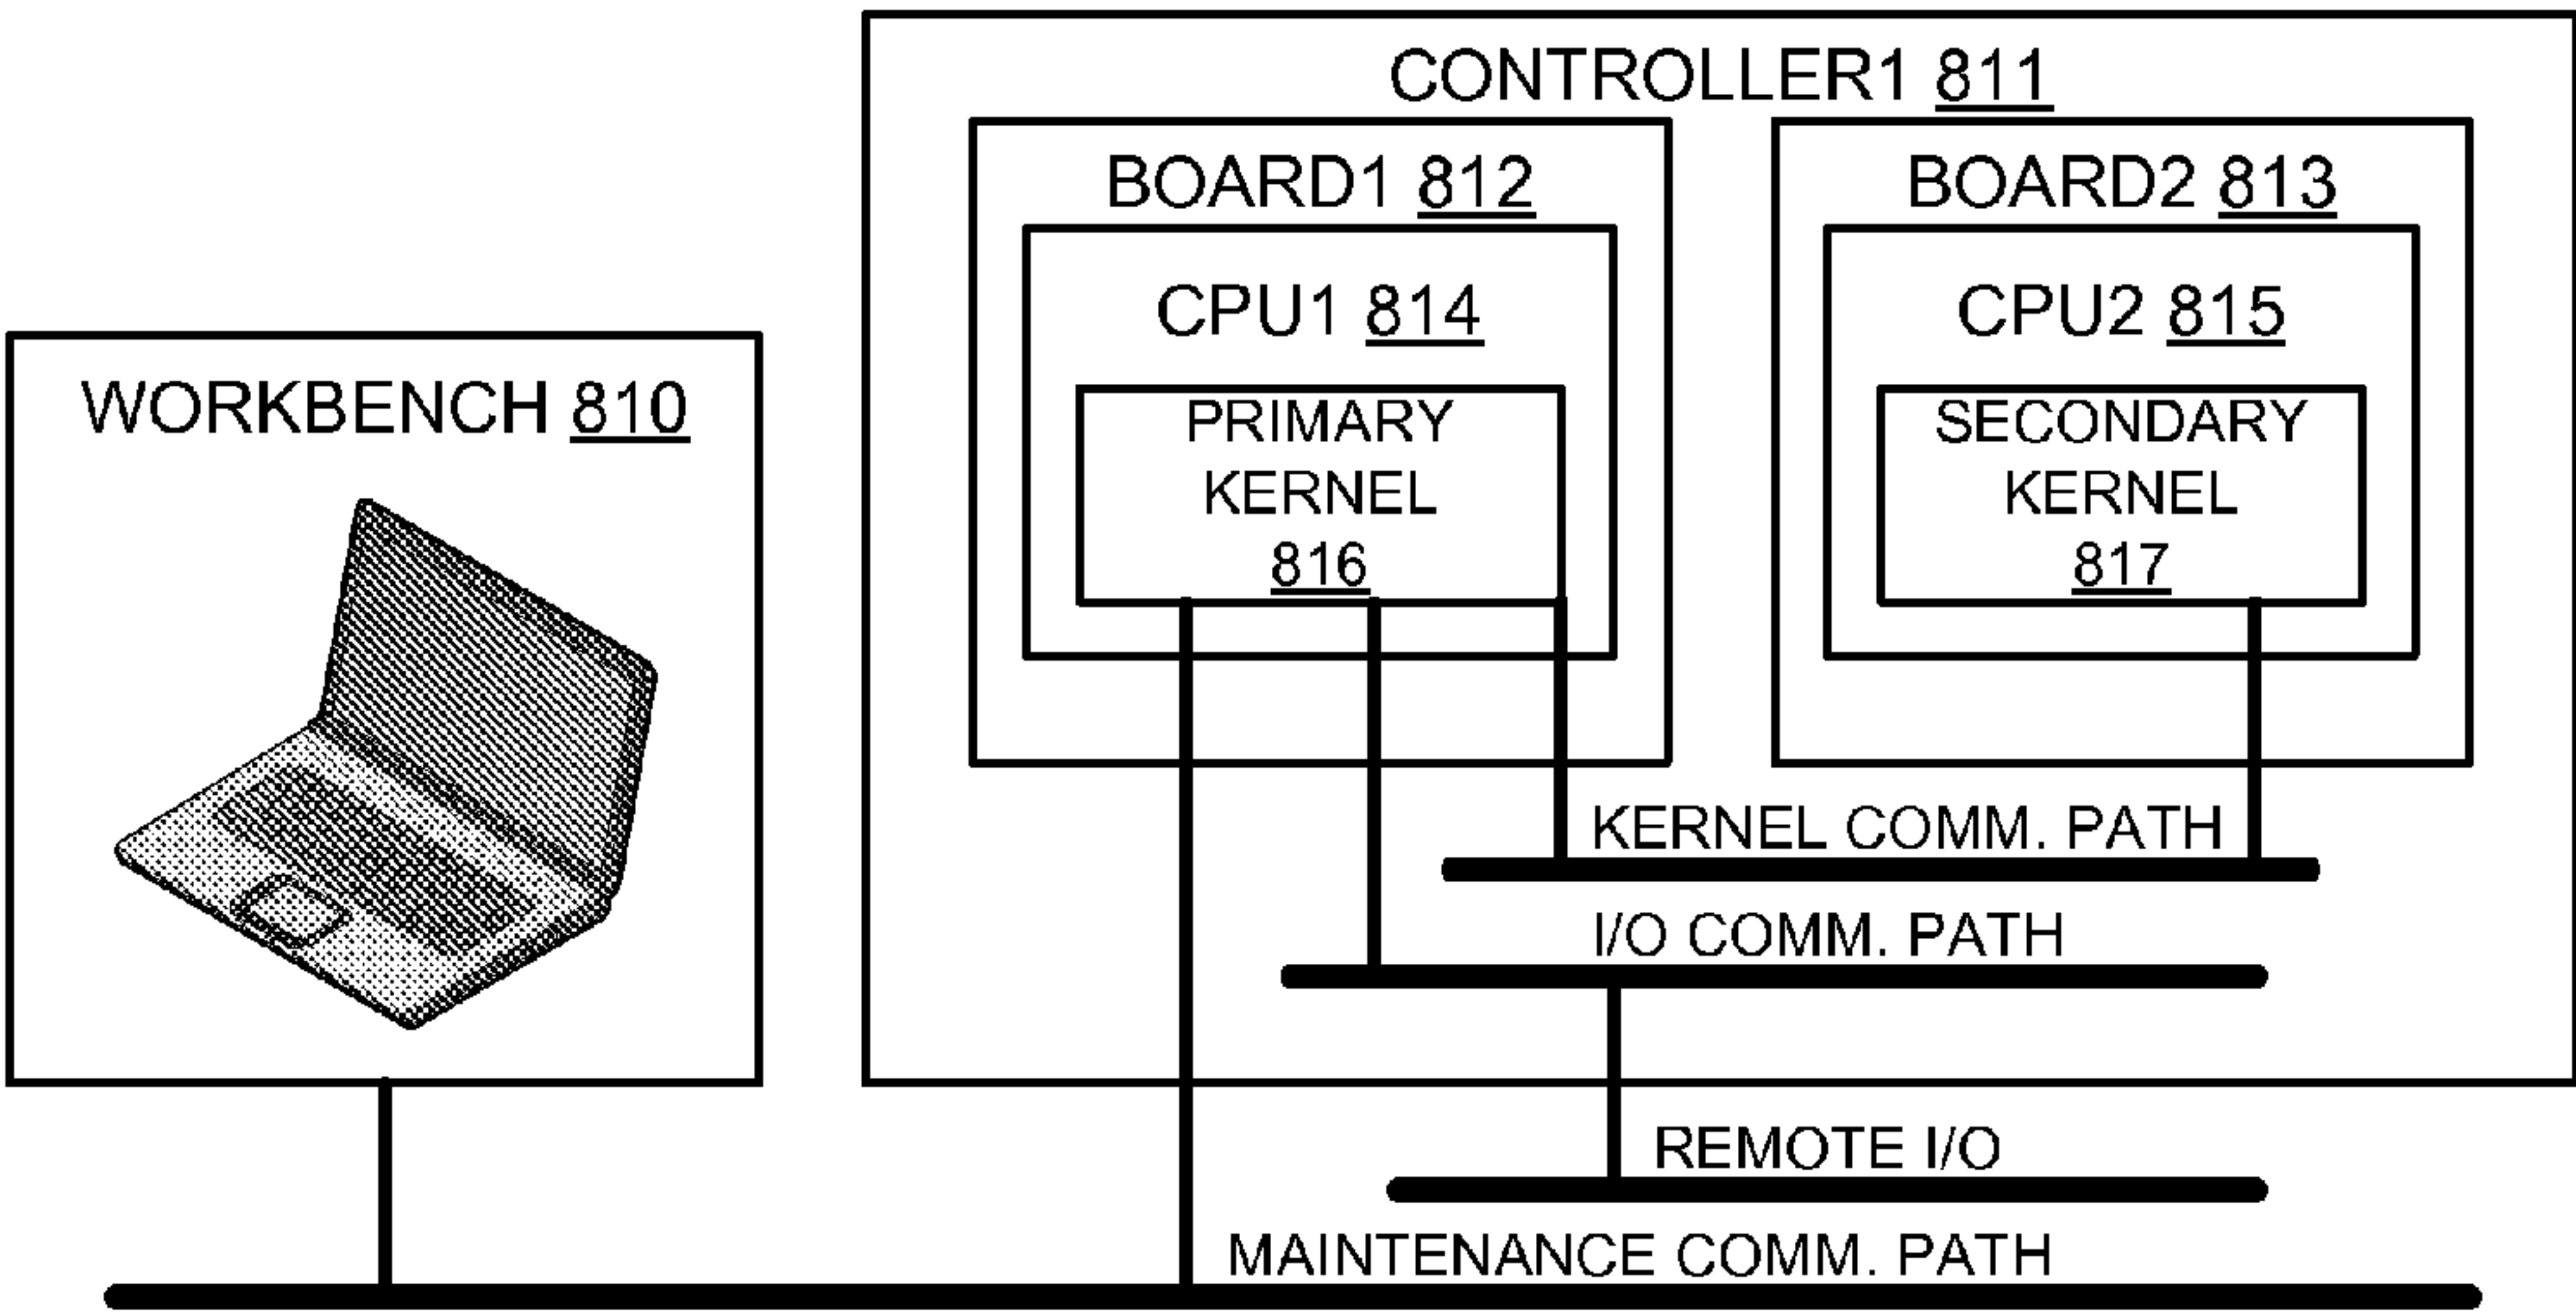 CONTROLLER1 811
BOARD1 812
BOARD2 813
CPU1 814
CPU2 815
WORKBENCH 810
PRIMARY
KERNEL
816
SECONDARY
KERNEL
817
KERNEL COMM. PATH
I/O COMM. PATH
REMOTE I/O
MAINTENANCE COMM. PATH